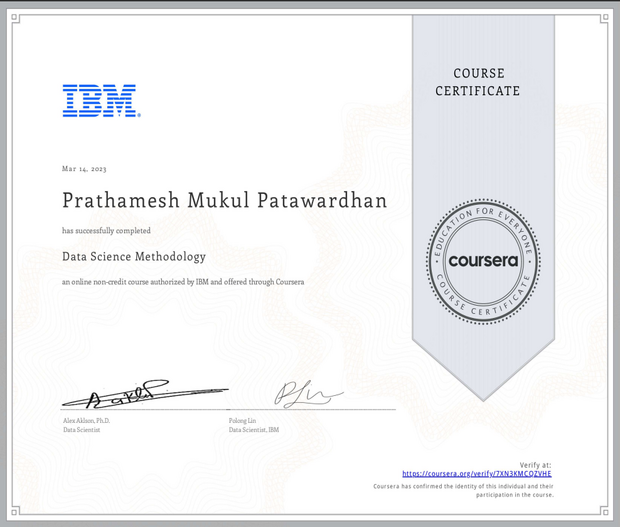 COURSE
CERTIFICATE
IBM
Mar 14, 2023
Prathamesh Mukul Patawardhan
has successfully completed
Data Science Methodology
an online non-credit course authorized by IBM and offered through Coursera
EDUCATION FOR EVERYONE
coursera
COURSE CERTIFICATE
Alex Aklson, Ph.D.
Data Scientist
Polong Lin
Data Scientist, IBM
Verify at:
https://coursera.org/verify/7XN3KMCQZVHE
Coursera has confirmed the identity of this individual and their
participation in the course.